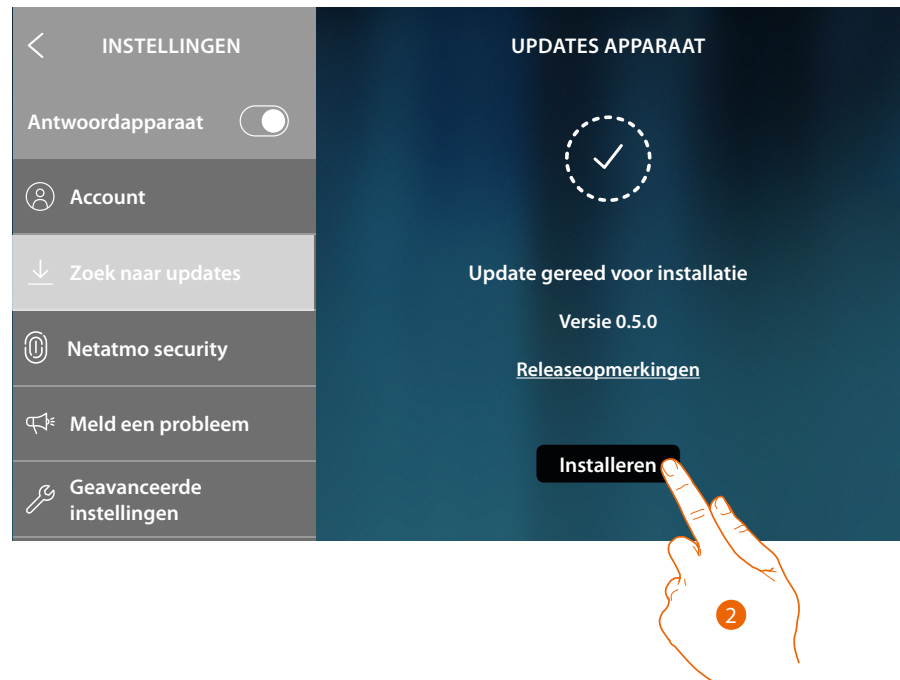 INSTELLINGEN
Antwoordapparaat
Account
Zoek naar updates
Netatmo security
Meld een probleem
Geavanceerde
instellingen
UPDATES APPARAAT
Update gereed voor installatie
Versie 0.5.0
Releaseopmerkingen
Installeren
2